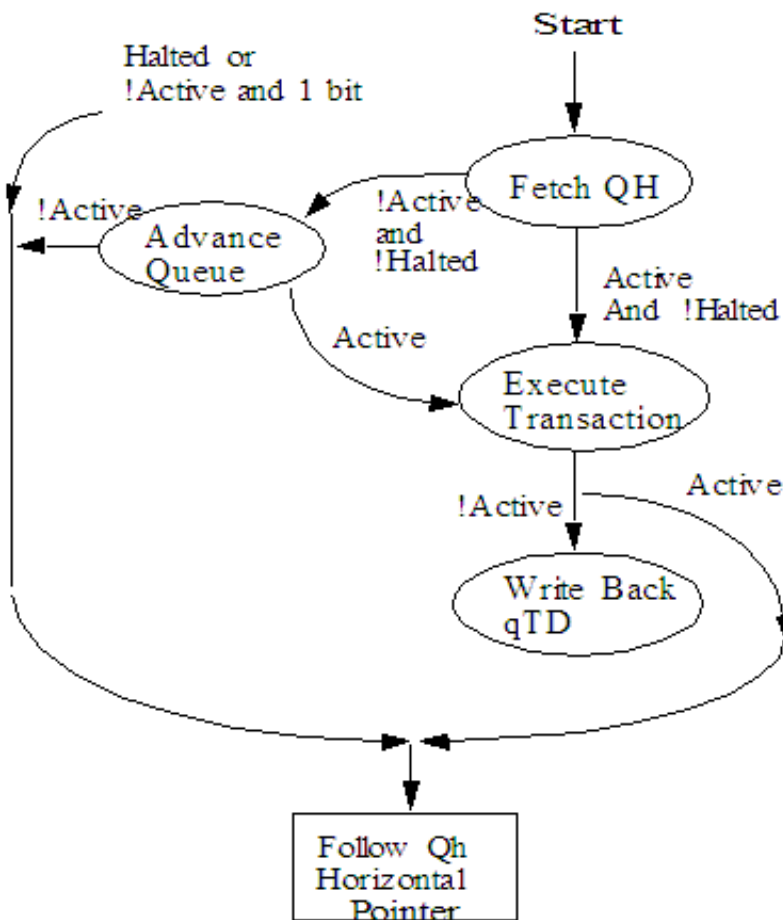 Start
Halted or
!Active and 1 bit
Fetch QH
!Active
and
!Halted
!Active
Advance
Queue
Active
And !Halted
Active
Execute
Transaction
!Active
Active
Write Back
qTD
Follow Qh
Horizontal
Pointer